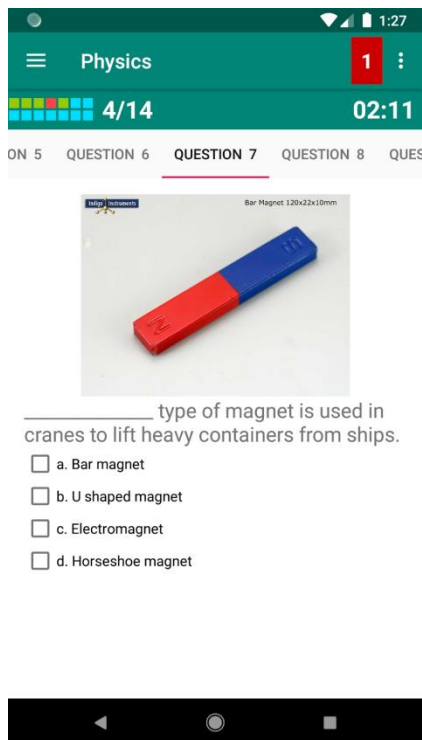 1:27
Physics
1
4/14
02:11
ON 5 QUESTION 6 QUESTION 7 QUESTION 8 QUES
Indigo Instruments
Bar Magnet 120x22x10mm
N
____________ type of magnet is used in
cranes to lift heavy containers from ships.
a. Bar magnet
b. U shaped magnet
c. Electromagnet
d. Horsehoe magnet